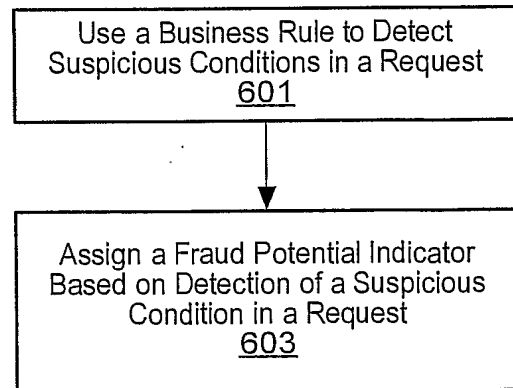 Use a Business Rule to Detect
Suspicious Conditions in a Request
601
Assign a Fraud Potential Indicator
Based on Detection of a Suspicious
Condition in a Request
603